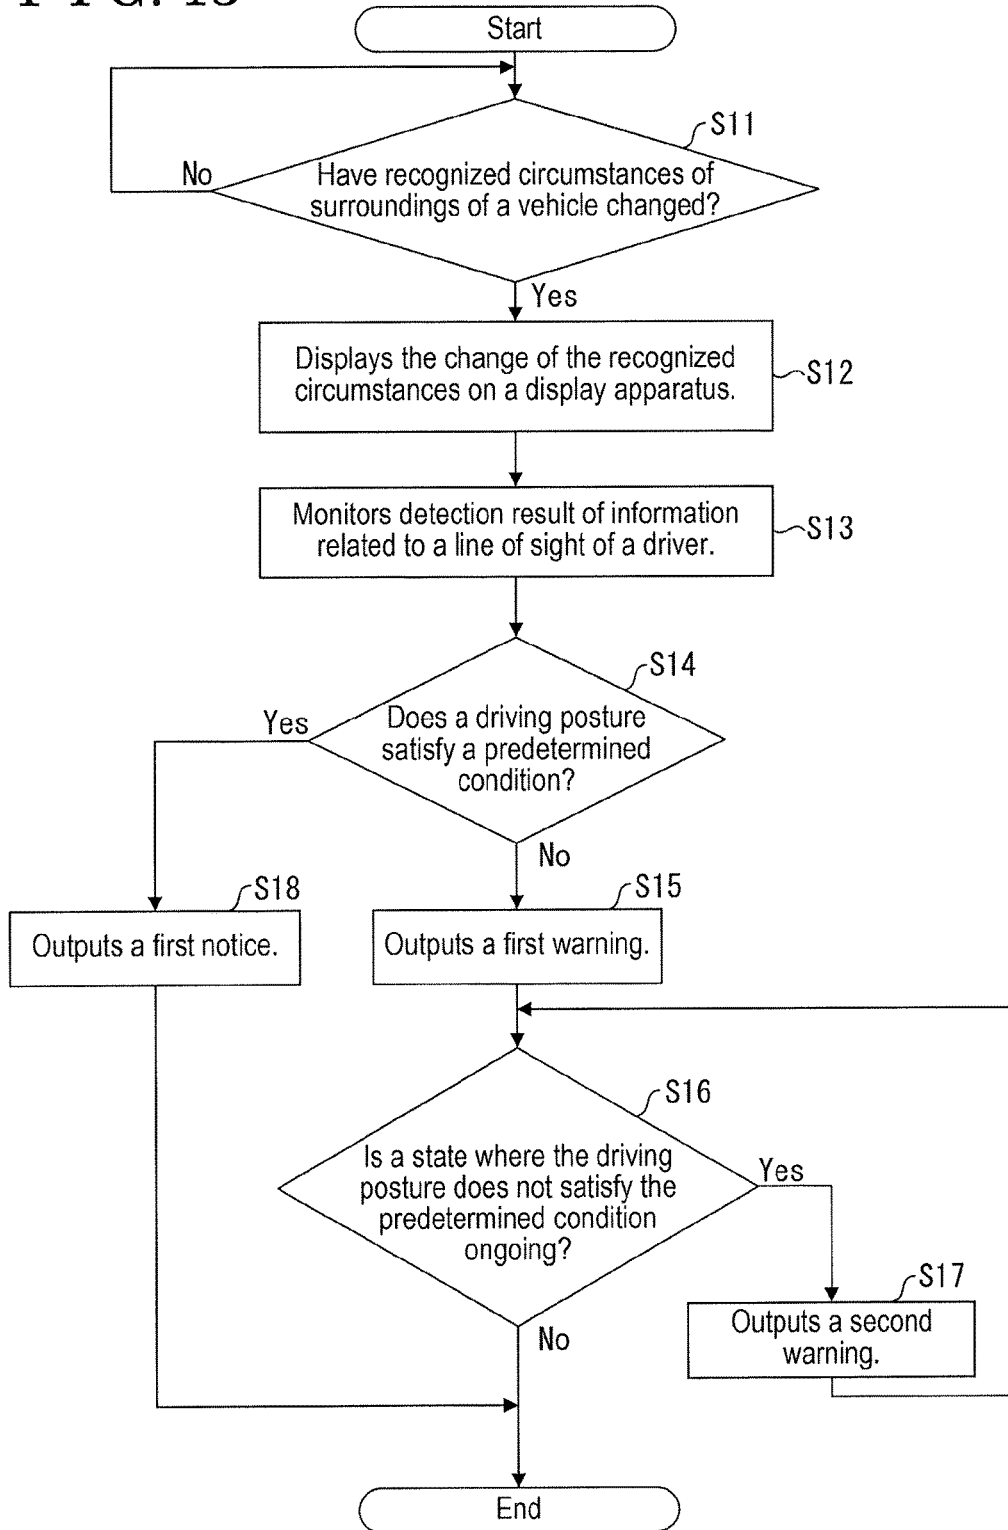 Start
S11
No
Have recognized circumstances of
surroundings of a vehicle changed?
Yes
Displays the change of the recognized
circumstances on a display apparatus.
S12
Monitors detection result of information
related to a line of sight of a driver.
S13
S14
Yes
Does a driving posture
satisfy a predetermined
condition?
No
S18
S15
Outputs a first notice.
Outputs a first warning.
S16
Is a state where the driving
posture does not satisfy the
predetermined condition
ongoing?
Yes
S17
Outputs a second
warning.
No
End